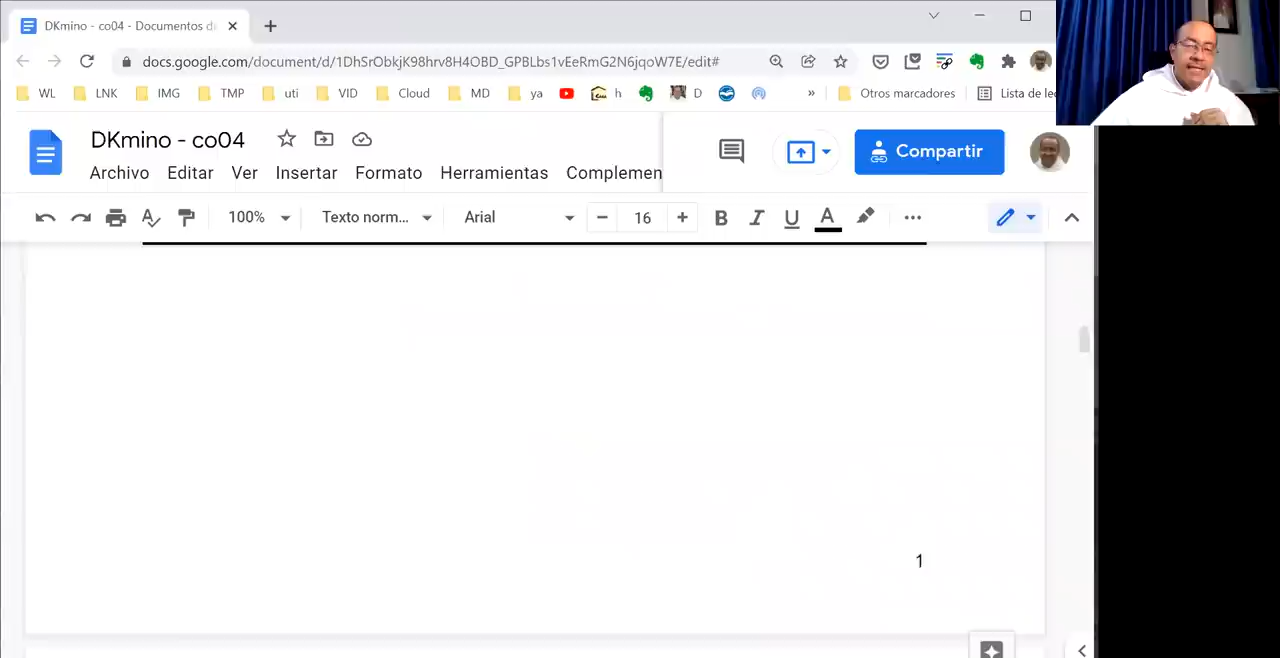 DKmino - co04 - Documentos d
docs.google.com/document/d/1DhSrObkjK98hrv8H4OBD_GPBLbs1vEeRmG2N6jqoW7E/edit#
WL LNK IMG TMP uti VID Cloud MD ya h D » Otros marcadores Lista de lec
DKmino - co04
Archivo Editar Ver Insertar Formato Herramientas Complemen
Compartir
100% Texto norm... Arial 16 B I U A
1